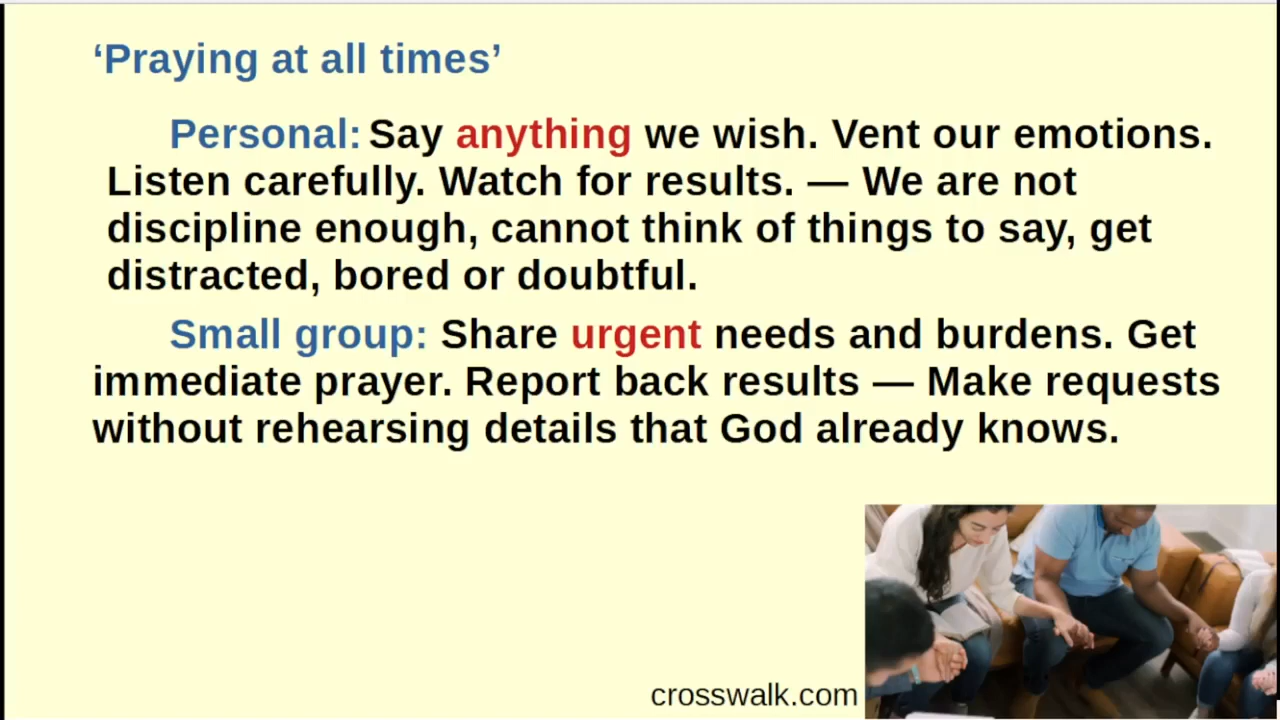 ‘Praying at all times’
Personal: Say anything we wish. Vent our emotions.
Listen carefully. Watch for results. — We are not
discipline enough, cannot think of things to say, get
distracted, bored or doubtful.
Small group: Share urgent needs and burdens. Get
immediate prayer. Report back results — Make requests
without rehearsing details that God already knows.
crosswalk.com